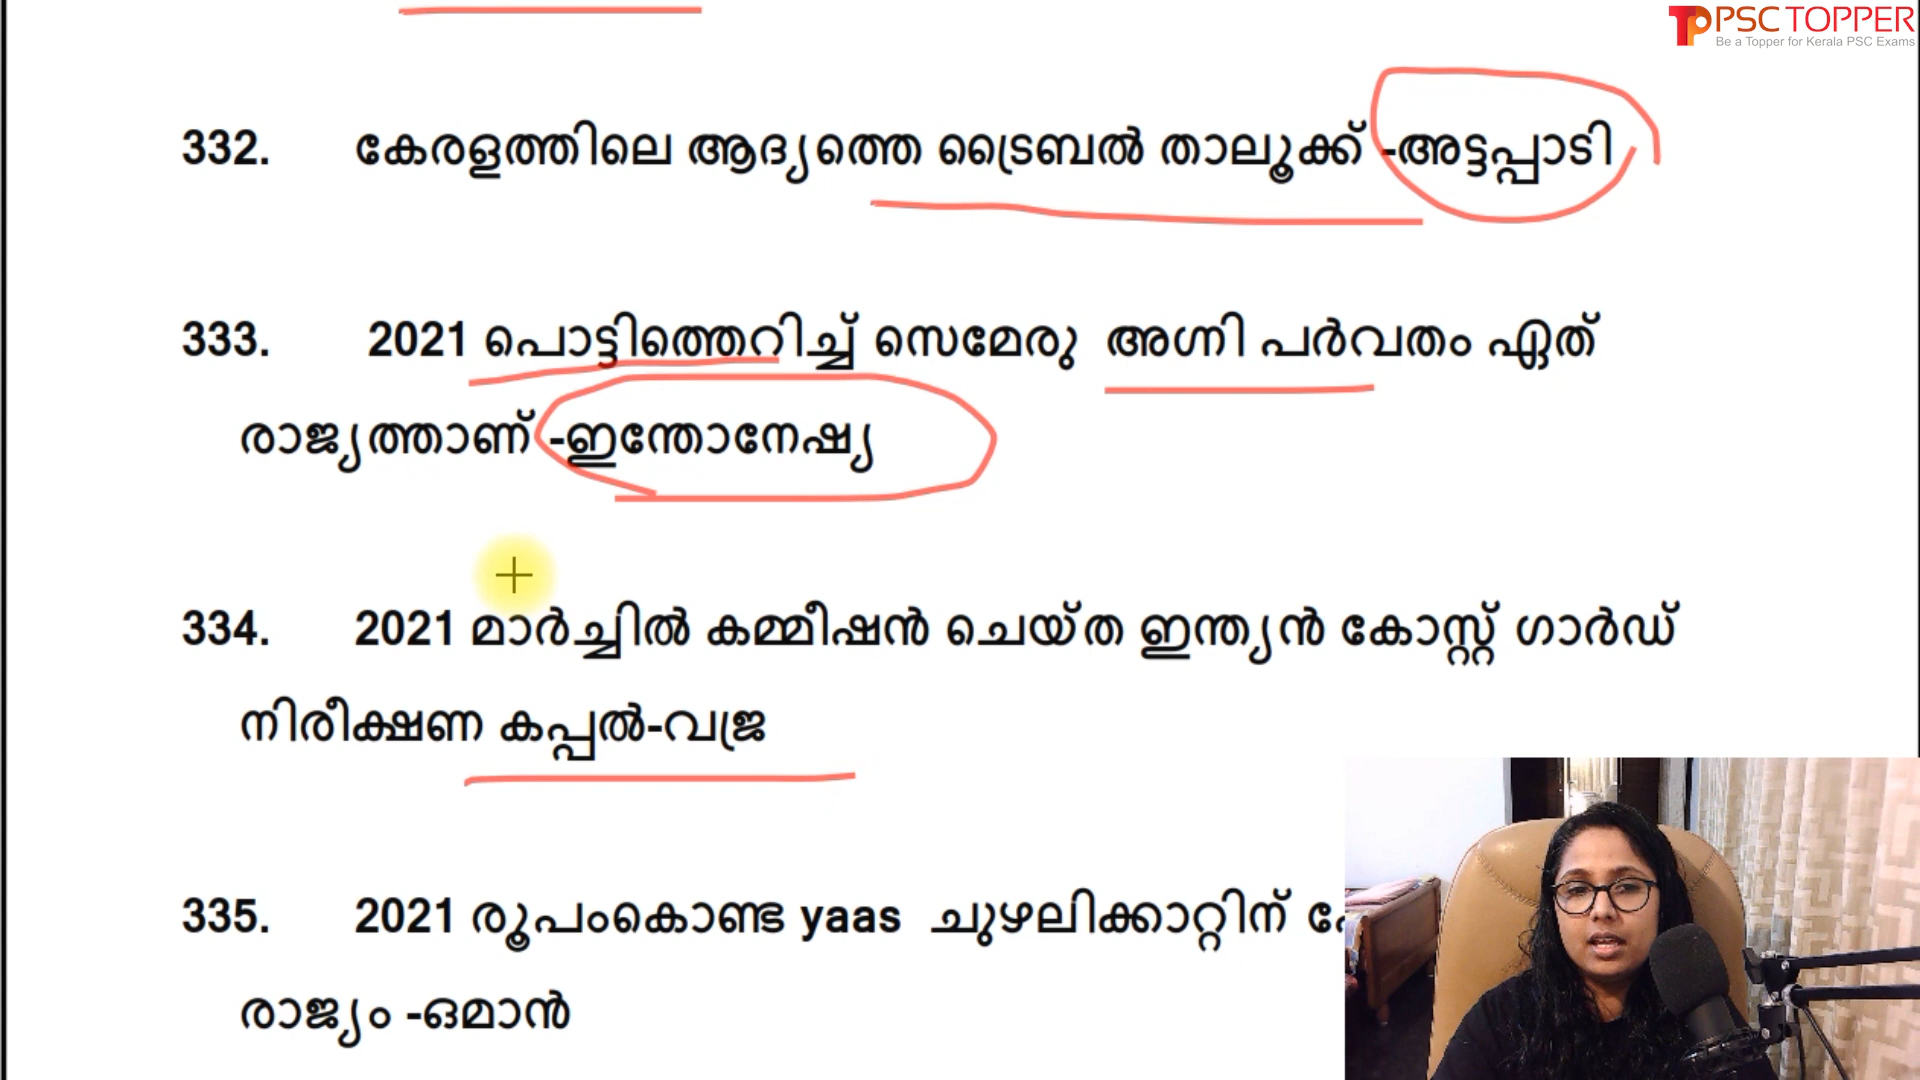 PSC TOPPER
Be a Topper for Kerala PSC Exams
332. കേരളത്തിലെ ആദ്യത്തെ ട്രൈബൽ താലൂക്ക് -അട്ടപ്പാടി
333. 2021 പൊട്ടിത്തെറിച്ച് സെമേരു അഗ്നി പർവതം ഏത്
രാജ്യത്താണ് -ഇന്തോനേഷ്യ
334. 2021 മാർച്ചിൽ കമ്മീഷൻ ചെയ്ത ഇന്ത്യൻ കോസ്റ്റ് ഗാർഡ്
നിരീക്ഷണ കപ്പൽ-വജ്ര
335. 2021 രൂപംകൊണ്ട yaas ചുഴലിക്കാറ്റിന്
രാജ്യം -ഒമാൻ